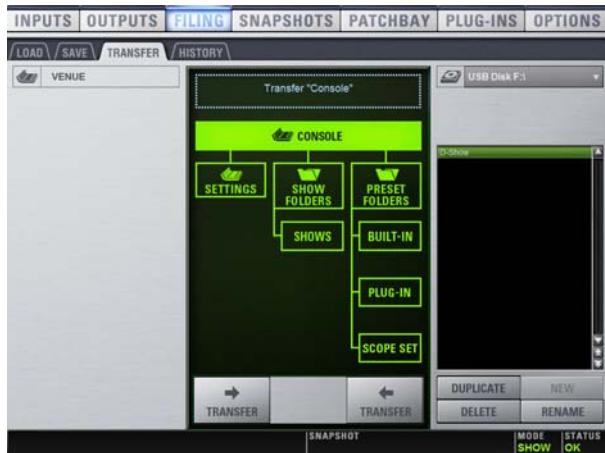 INPUTS OUTPUTS FILING SNAPSHOTS PATCHBAY PLUG-INS OPTIONS
LOAD SAVE TRANSFER HISTORY
VENUE
Transfer "Console"
USB Disk F:\
CONSOLE
D-Show
SETTINGS
SHOW FOLDERS
PRESET FOLDERS
SHOWS
BUILT-IN
PLUG-IN
SCOPE SET
TRANSFER
TRANSFER
DUPLICATE NEW
DELETE RENAME
SNAPSHOT
MODE
SHOW
STATUS
OK